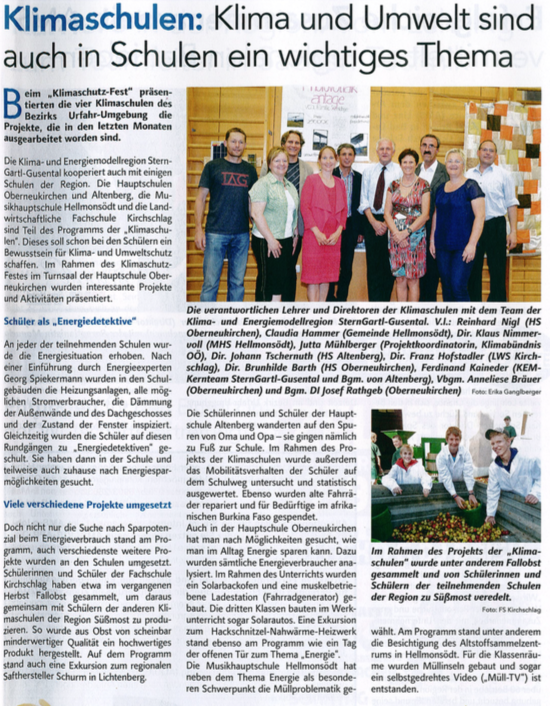 Klimaschulen: Klima und Umwelt sind
auch in Schulen ein wichtiges Thema
Beim „Klimaschutz-Fest" präsen-
tierten die vier Klimaschulen des
Bezirks Urfahr-Umgebung die
Projekte, die in den letzten Monaten
ausgearbeitet worden sind.
Die Klima- und Energiemodellregion Stern-
Gartl-Gusental kooperiert auch mit einigen
Schulen der Region. Die Hauptschulen
Oberneukirchen und Altenberg, die Mu-
sikhauptschule Hellmonsödt und die Land-
wirtschaftliche Fachschule Kirchschlag
sind Teil des Programms der „Klimaschu-
len". Dieses soll schon bei den Schülern ein
Bewusstsein für Klima- und Umweltschutz
schaffen. Im Rahmen des Klimaschutz-
Festes im Turnsaal der Hauptschule Ober-
neukirchen wurden interessante Projekte
und Aktivitäten präsentiert.
Schüler als „Energiedetektive"
An jeder der teilnehmenden Schulen wur-
de die Energiesituation erhoben. Nach
einer Einführung durch Energieexperten
Georg Spiekermann wurden in den Schul-
gebäuden die Heizungsanlagen, alle mög-
lichen Stromverbraucher, die Dämmung
der Außenwände und des Dachgeschosses
und der Zustand der Fenster inspiziert.
Gleichzeitig wurden die Schüler auf diesen
Rundgängen zu „Energiedetektiven" ge-
schult. Sie haben dann in der Schule und
teilweise auch zuhause nach Energiespar-
möglichkeiten gesucht.
Viele verschiedene Projekte umgesetzt
Doch nicht nur die Suche nach Sparpoten-
zial beim Energieverbrauch stand am Pro-
gramm, auch verschiedenste weitere Pro-
jekte wurden an den Schulen umgesetzt.
Schülerinnen und Schüler der Fachschule
Kirchschlag haben etwa im vergangenen
Herbst Fallobst gesammelt, um daraus
gemeinsam mit Schülern der anderen Kli-
maschulen der Region Süßmost zu produ-
zieren. So wurde aus Obst von scheinbar
minderwertiger Qualität ein hochwertiges
Produkt hergestellt. Auf dem Programm
stand auch eine Exkursion zum regionalen
Safthersteller Schurm in Lichtenberg.
TAG
Die verantwortlichen Lehrer und Direktoren der Klimaschulen mit dem Team der
Klima- und Energiemodellregion SternGartl-Gusental. V.l.: Reinhard Nigl (HS
Oberneukirchen), Claudia Hammer (Gemeinde Hellmonsödt), Dir. Klaus Nimmer-
voll (MHS Hellmonsödt), Jutta Mühlberger (Projektkoordinatorin, Klimabündnis
OÖ), Dir. Johann Tschernuth (HS Altenberg), Dir. Franz Hofstadler (LWS Kirch-
schlag), Dir. Brunhilde Barth (HS Oberneukirchen), Ferdinand Kaineder (KEM-
Kernteam SternGartl-Gusental und Bgm. von Altenberg), Vbgm. Anneliese Bräuer
(Oberneukirchen) und Bgm. DI Josef Rathgeb (Oberneukirchen) Foto: Erika Ganglberger
Die Schülerinnen und Schüler der Haupt-
schule Altenberg wanderten auf den Spu-
ren von Oma und Opa – sie gingen nämlich
zu Fuß zur Schule. Im Rahmen des Pro-
jekts der Klimaschulen wurde außerdem
das Mobilitätsverhalten der Schüler auf
dem Schulweg untersucht und statistisch
ausgewertet. Ebenso wurden alte Fahrrä-
der repariert und für Bedürftige im afrika-
nischen Burkina Faso gespendet.
Auch in der Hauptschule Oberneukirchen
hat man nach Möglichkeiten gesucht, wie
man im Alltag Energie sparen kann. Dazu
wurden sämtliche Energieverbraucher ana-
lysiert. Im Rahmen des Unterrichts wurden
ein Solarbackofen und eine muskelbetrie-
bene Ladestation (Fahrradgenerator) ge-
baut. Die dritten Klassen bauten im Werk-
unterricht sogar Solarautos. Eine Exkursion
zum Hackschnitzel-Nahwärme-Heizwerk
stand ebenso am Programm wie ein Tag
der offenen Tür zum Thema „Energie".
Die Musikhauptschule Hellmonsödt hat
neben dem Thema Energie als besonde-
ren Schwerpunkt die Müllproblematik ge-
Im Rahmen des Projekts der „Klima-
schulen" wurde unter anderem Fallobst
gesammelt und von Schülerinnen und
Schülern der teilnehmenden Schulen
der Region zu Süßmost veredelt.
Foto: FS Kirchschlag
wählt. Am Programm stand unter anderem
die Besichtigung des Altstoffsammelzent-
rums in Hellmonsödt. Für die Klassenräu-
me wurden Müllinseln gebaut und sogar
ein selbstgedrehtes Video („Müll-TV") ist
entstanden.